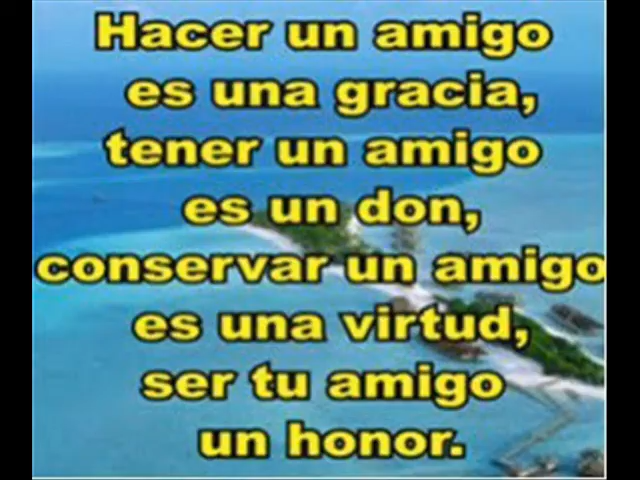 Hacer un amigo
es una gracia,
tener un amigo
es un don,
conservar un amigo
es una virtud,
ser tu amigo
un honor.